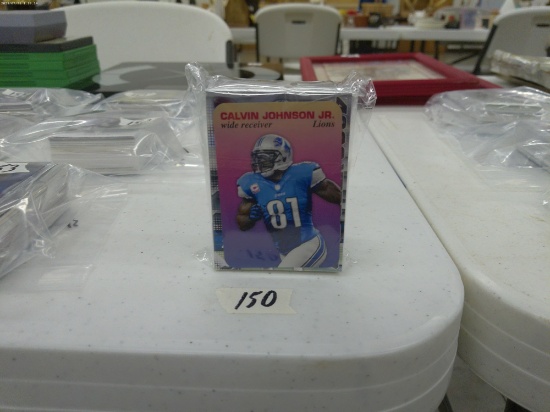 CALVIN JOHNSON JR.
wide receiver Lions
81
150